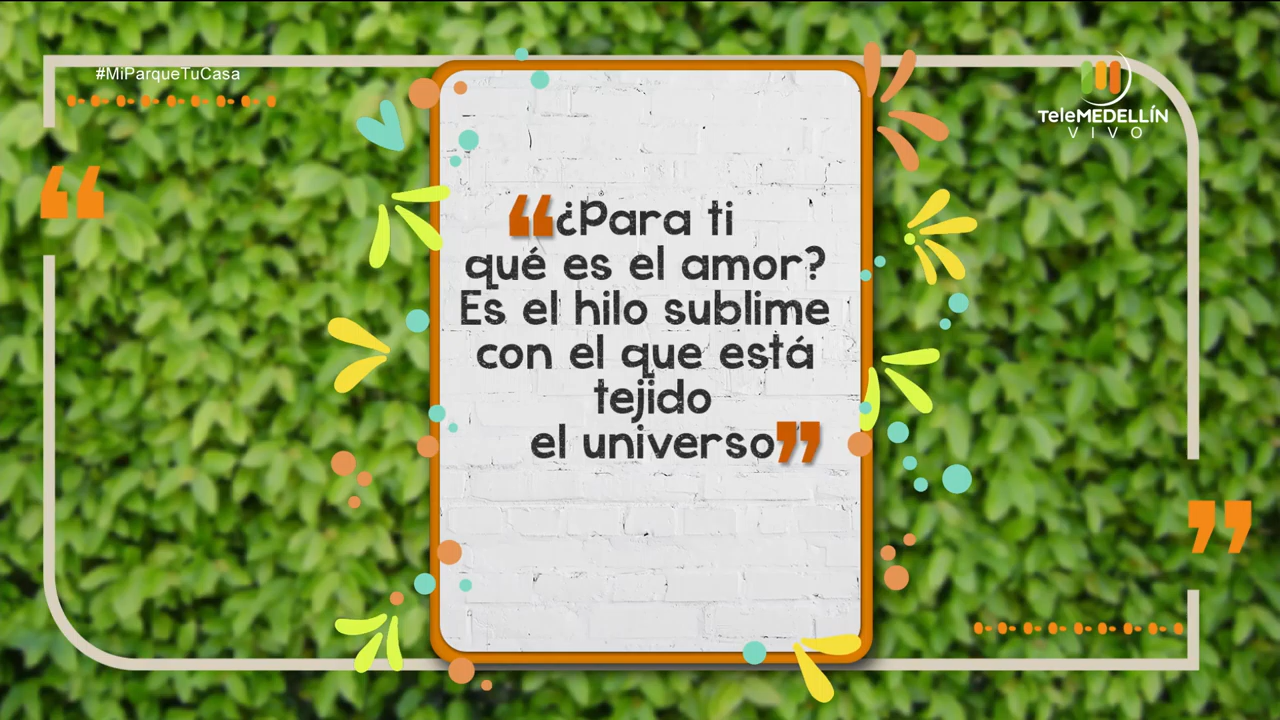 #MiParqueTuCasa
TeleMEDELLÍN
VIVO
“¿Para ti
qué es el amor?
Es el hilo sublime
con el que está
tejido
el universo”